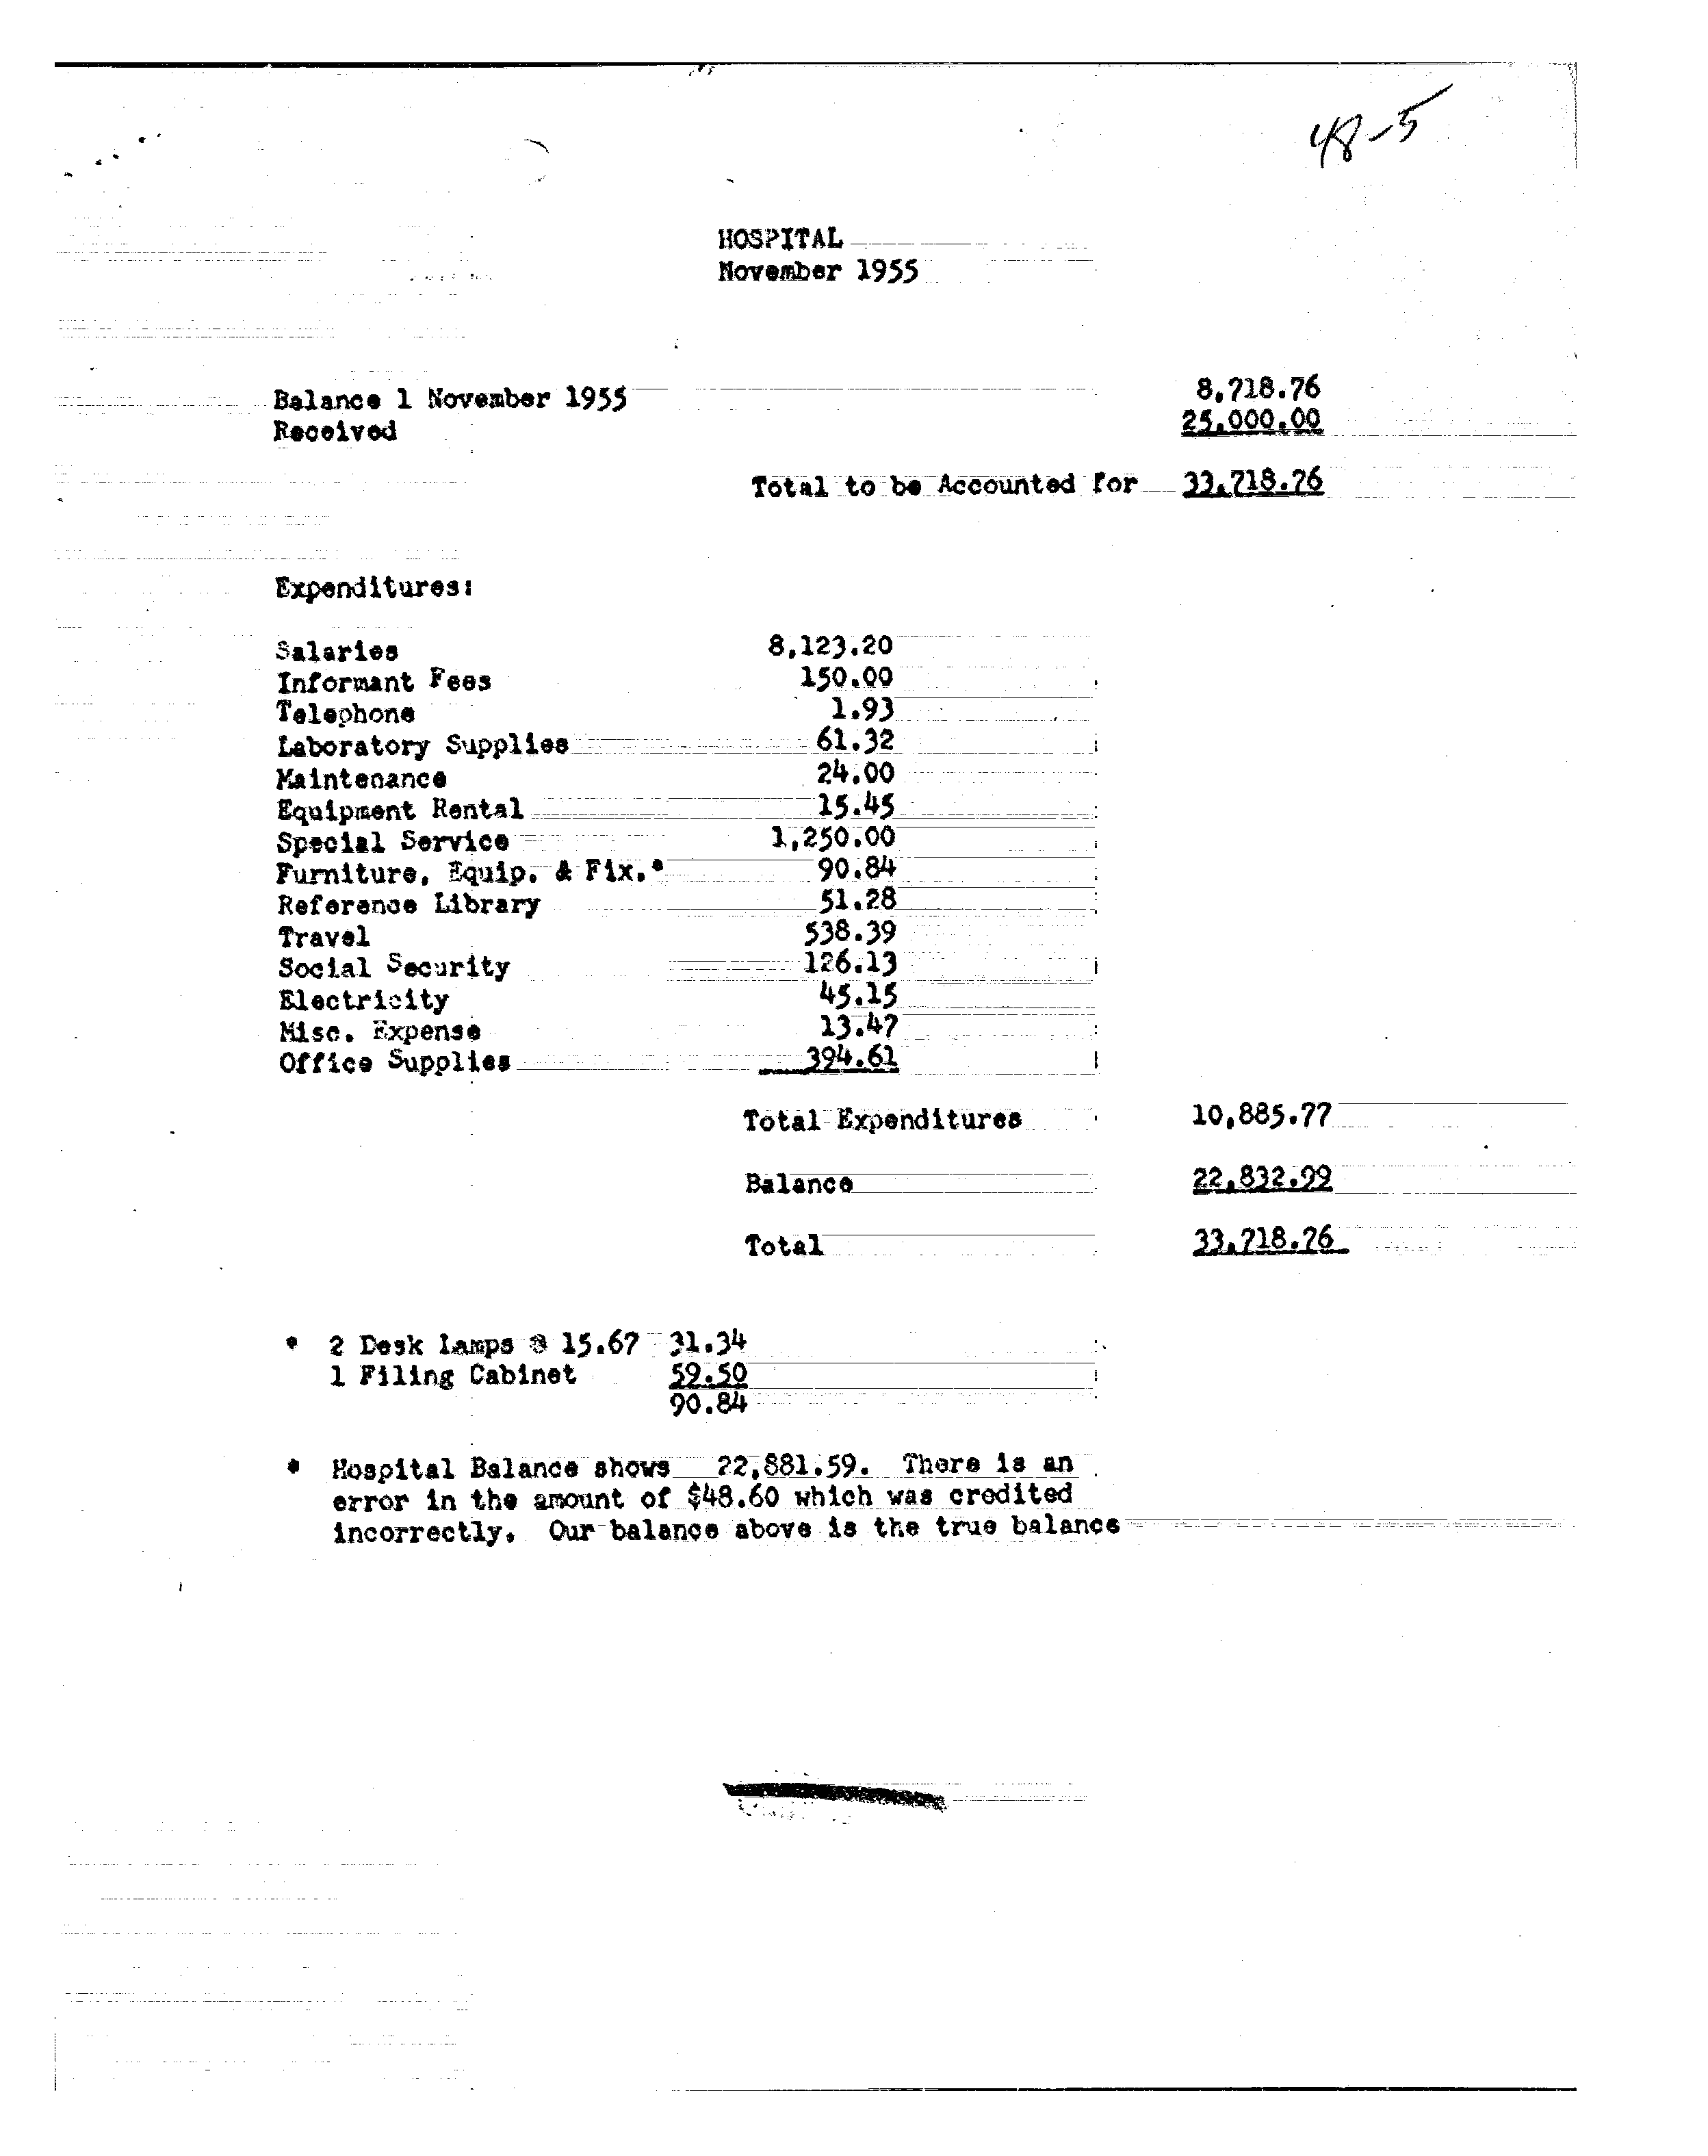 48-5
HOSPITAL
November 1955
Balance 1 November 1955 8,718.76
Received 25,000.00
Total to be Accounted for 33,718.76
Expenditures:
Salaries 8,123.20
Informant Fees 150.00
Telephone 1.93
Laboratory Supplies 61.32
Maintenance 24.00
Equipment Rental 15.45
Special Service 1,250.00
Furniture, Equip. & Fix.* 90.84
Reference Library 51.28
Travel 538.39
Social Security 126.13
Electricity 45.15
Misc. Expense 13.47
Office Supplies 394.61
Total Expenditures 10,885.77
Balance 22,832.99
Total 33,718.76
* 2 Desk Lamps @ 15.67 31.34
1 Filing Cabinet 59.50
90.84
* Hospital Balance shows 22,881.59. There is an
error in the amount of $48.60 which was credited
incorrectly. Our balance above is the true balance